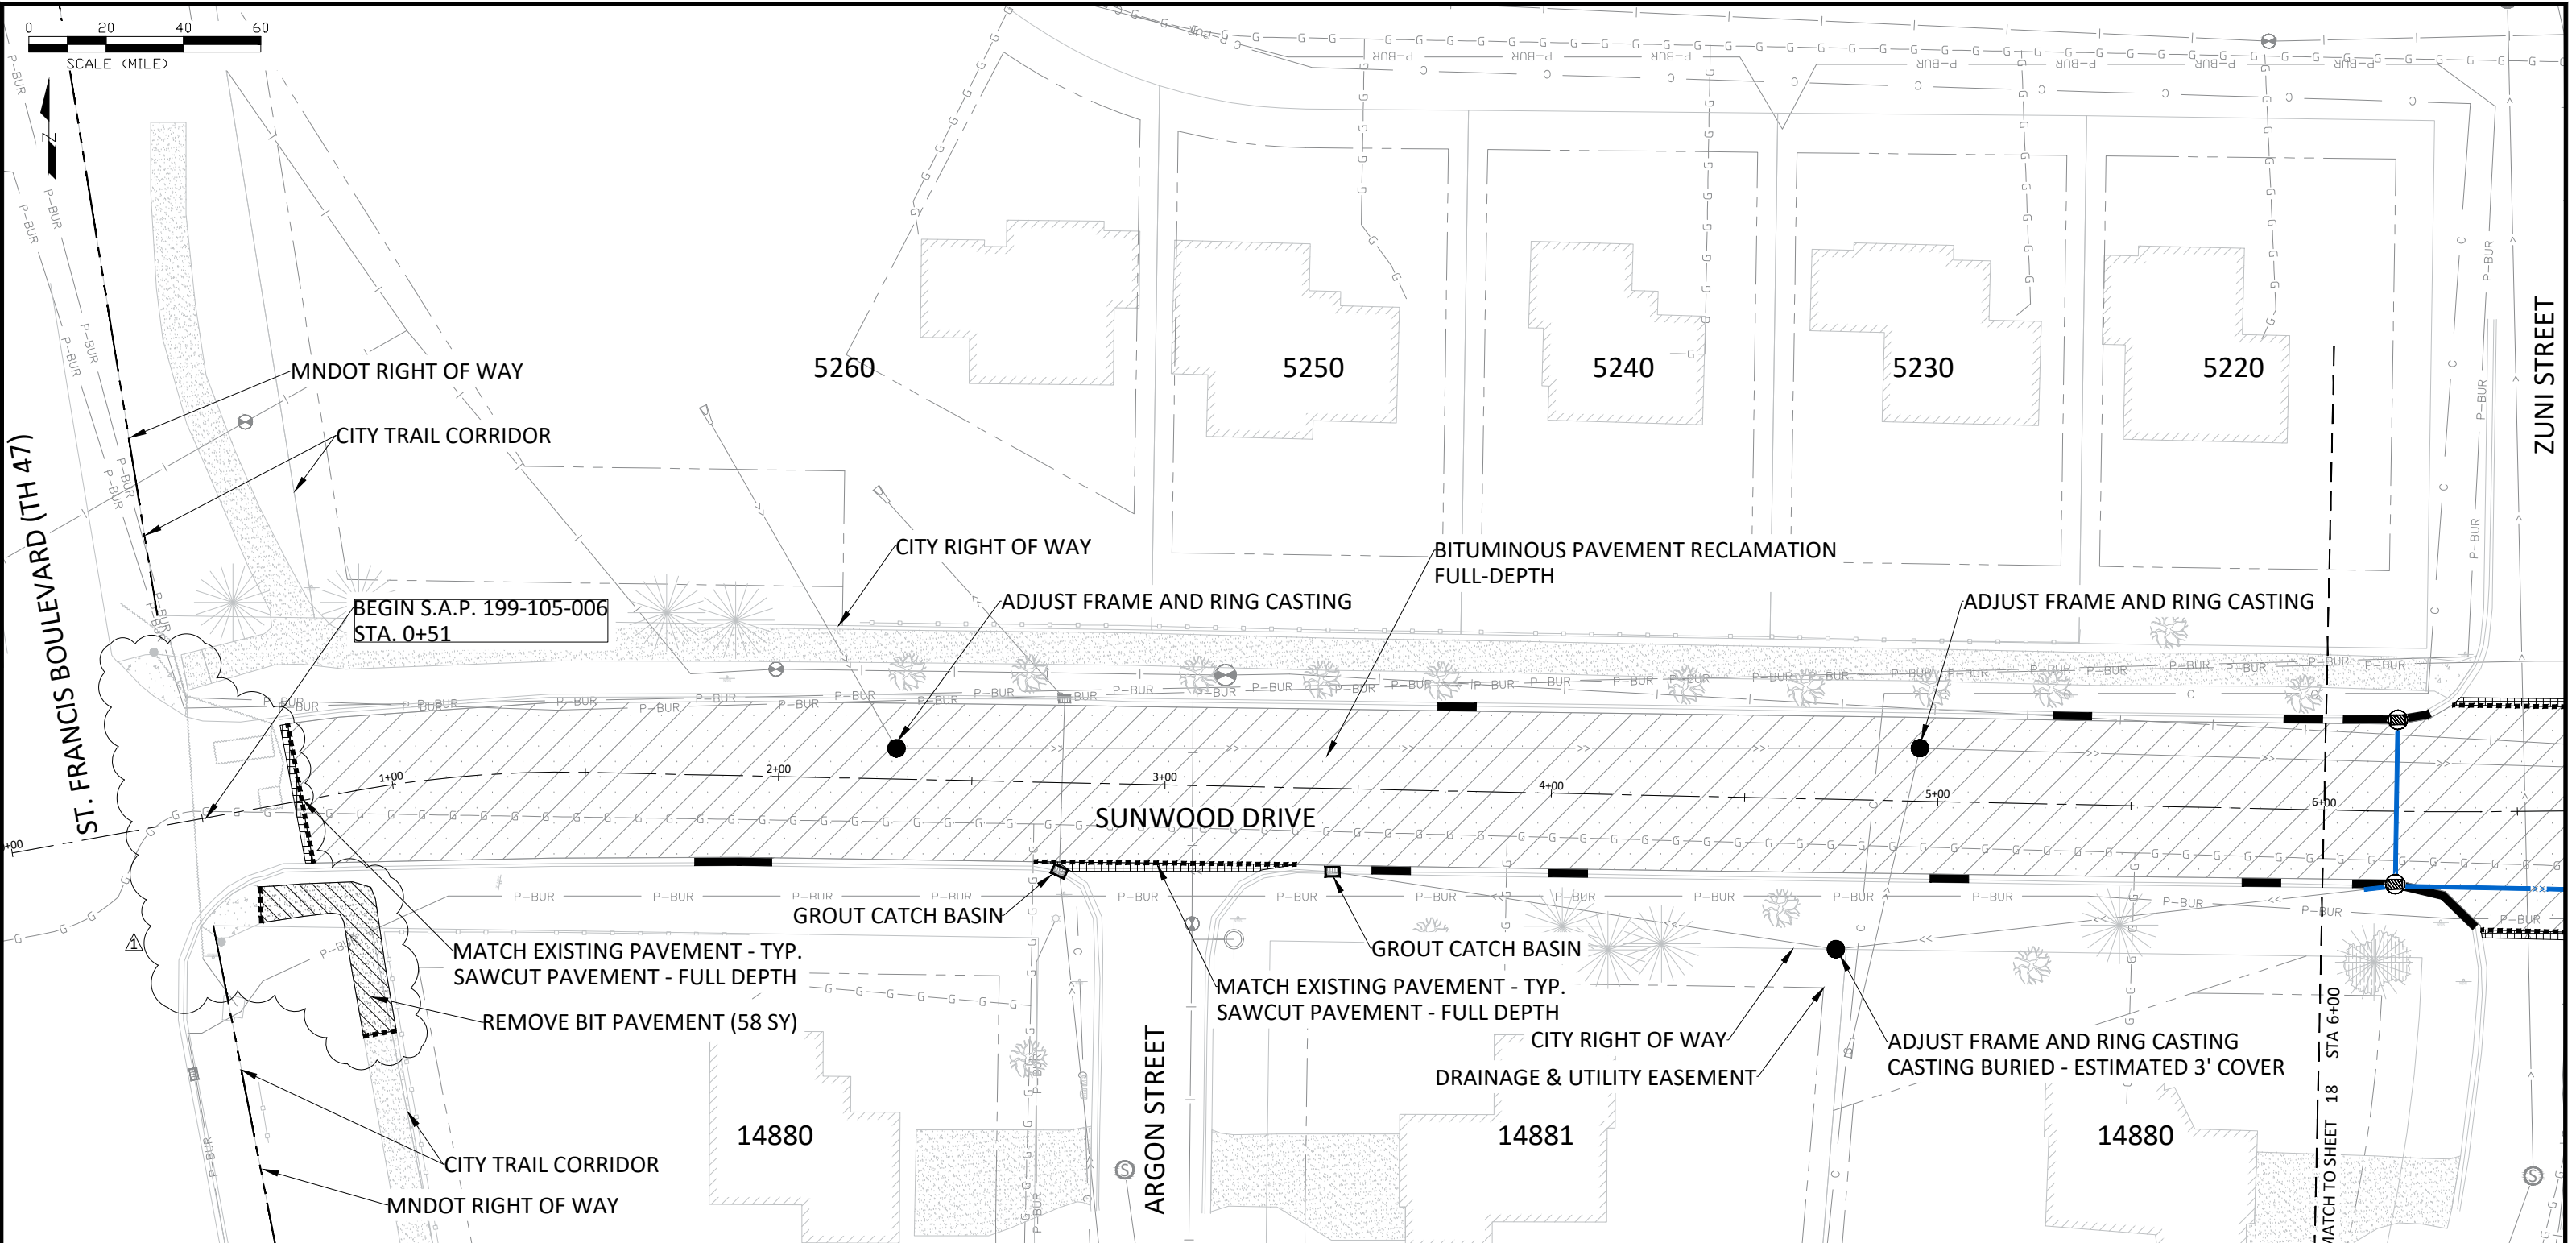 0 20 40 60
SCALE (MILE)
N
MNDOT RIGHT OF WAY
CITY TRAIL CORRIDOR
ST. FRANCIS BOULEVARD (TH 47)
BEGIN S.A.P. 199-105-006
STA. 0+51
5260
5250
5240
5230
5220
ZUNI STREET
CITY RIGHT OF WAY
ADJUST FRAME AND RING CASTING
BITUMINOUS PAVEMENT RECLAMATION
FULL-DEPTH
ADJUST FRAME AND RING CASTING
1+00
2+00
3+00
4+00
5+00
6+00
SUNWOOD DRIVE
GROUT CATCH BASIN
MATCH EXISTING PAVEMENT - TYP.
SAWCUT PAVEMENT - FULL DEPTH
REMOVE BIT PAVEMENT (58 SY)
1
GROUT CATCH BASIN
MATCH EXISTING PAVEMENT - TYP.
SAWCUT PAVEMENT - FULL DEPTH
CITY RIGHT OF WAY
DRAINAGE & UTILITY EASEMENT
ADJUST FRAME AND RING CASTING
CASTING BURIED - ESTIMATED 3' COVER
MATCH TO SHEET 18 STA 6+00
ARGON STREET
14880
14881
14880
CITY TRAIL CORRIDOR
MNDOT RIGHT OF WAY
P-BUR
G
C
I
S